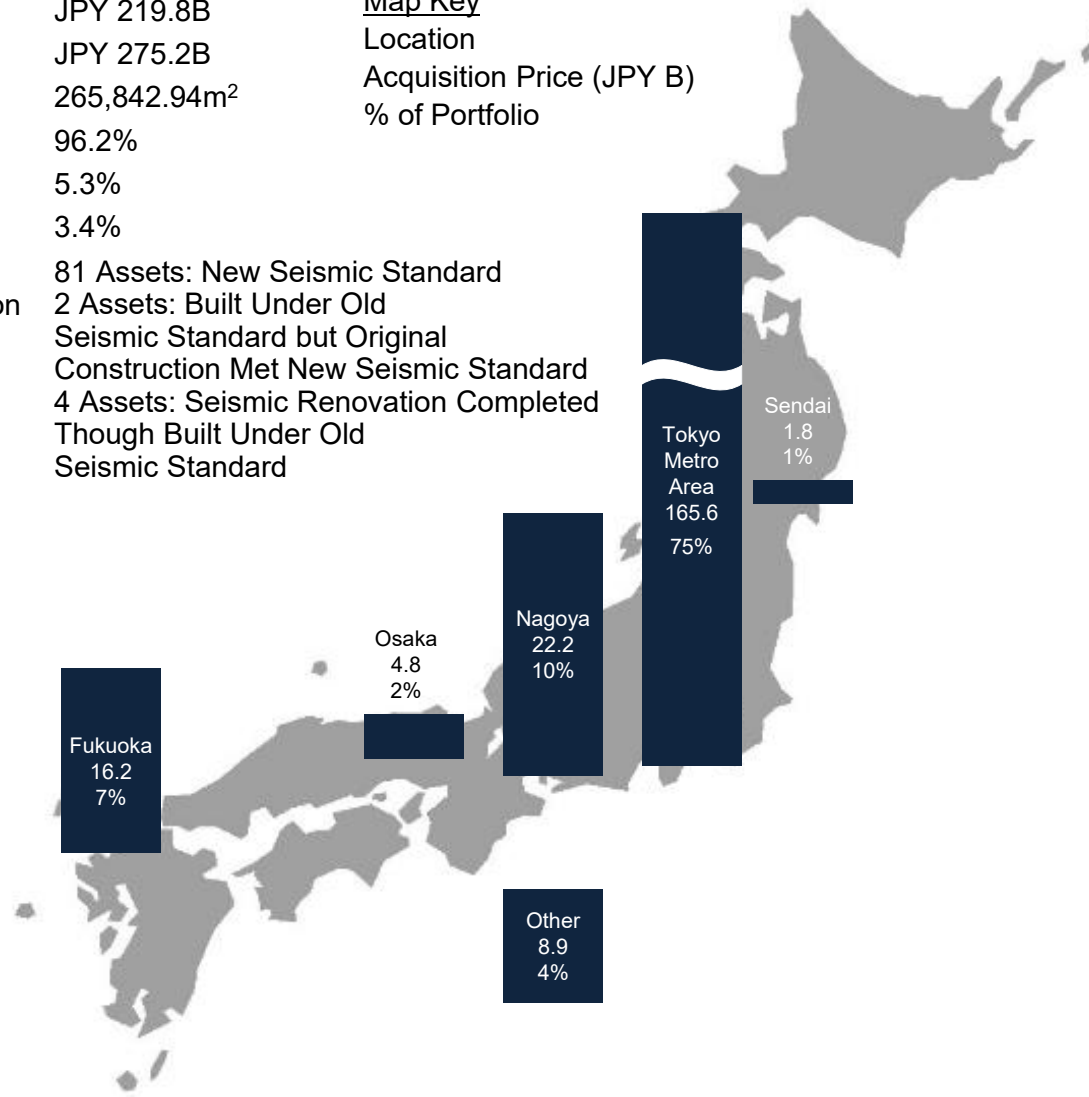 JPY 219.8B
JPY 275.2B
265,842.94m²
96.2%
5.3%
3.4%
81 Assets: New Seismic Standard
on 2 Assets: Built Under Old
Seismic Standard but Original
Construction Met New Seismic Standard
4 Assets: Seismic Renovation Completed
Though Built Under Old
Seismic Standard
Map Key
Location
Acquisition Price (JPY B)
% of Portfolio
Sendai
1.8
1%
Tokyo
Metro
Area
165.6
75%
Nagoya
22.2
10%
Osaka
4.8
2%
Fukuoka
16.2
7%
Other
8.9
4%